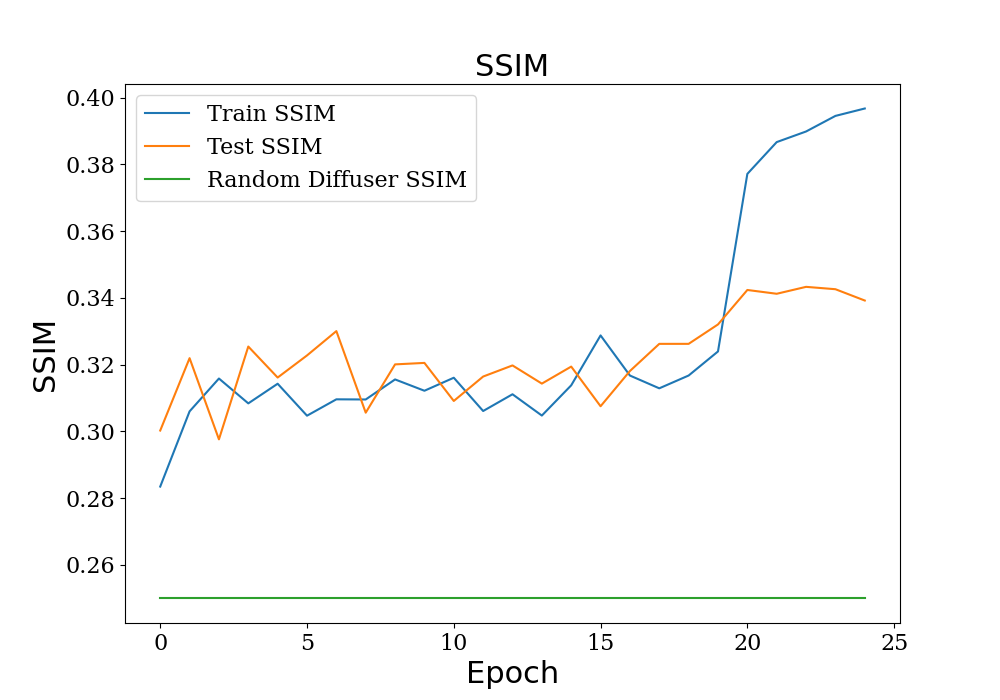 SSIM
Train SSIM
Test SSIM
Random Diffuser SSIM
0.40
0.38
0.36
0.34
0.32
0.30
0.28
0.26
SSIM
0 5 10 15 20 25
Epoch